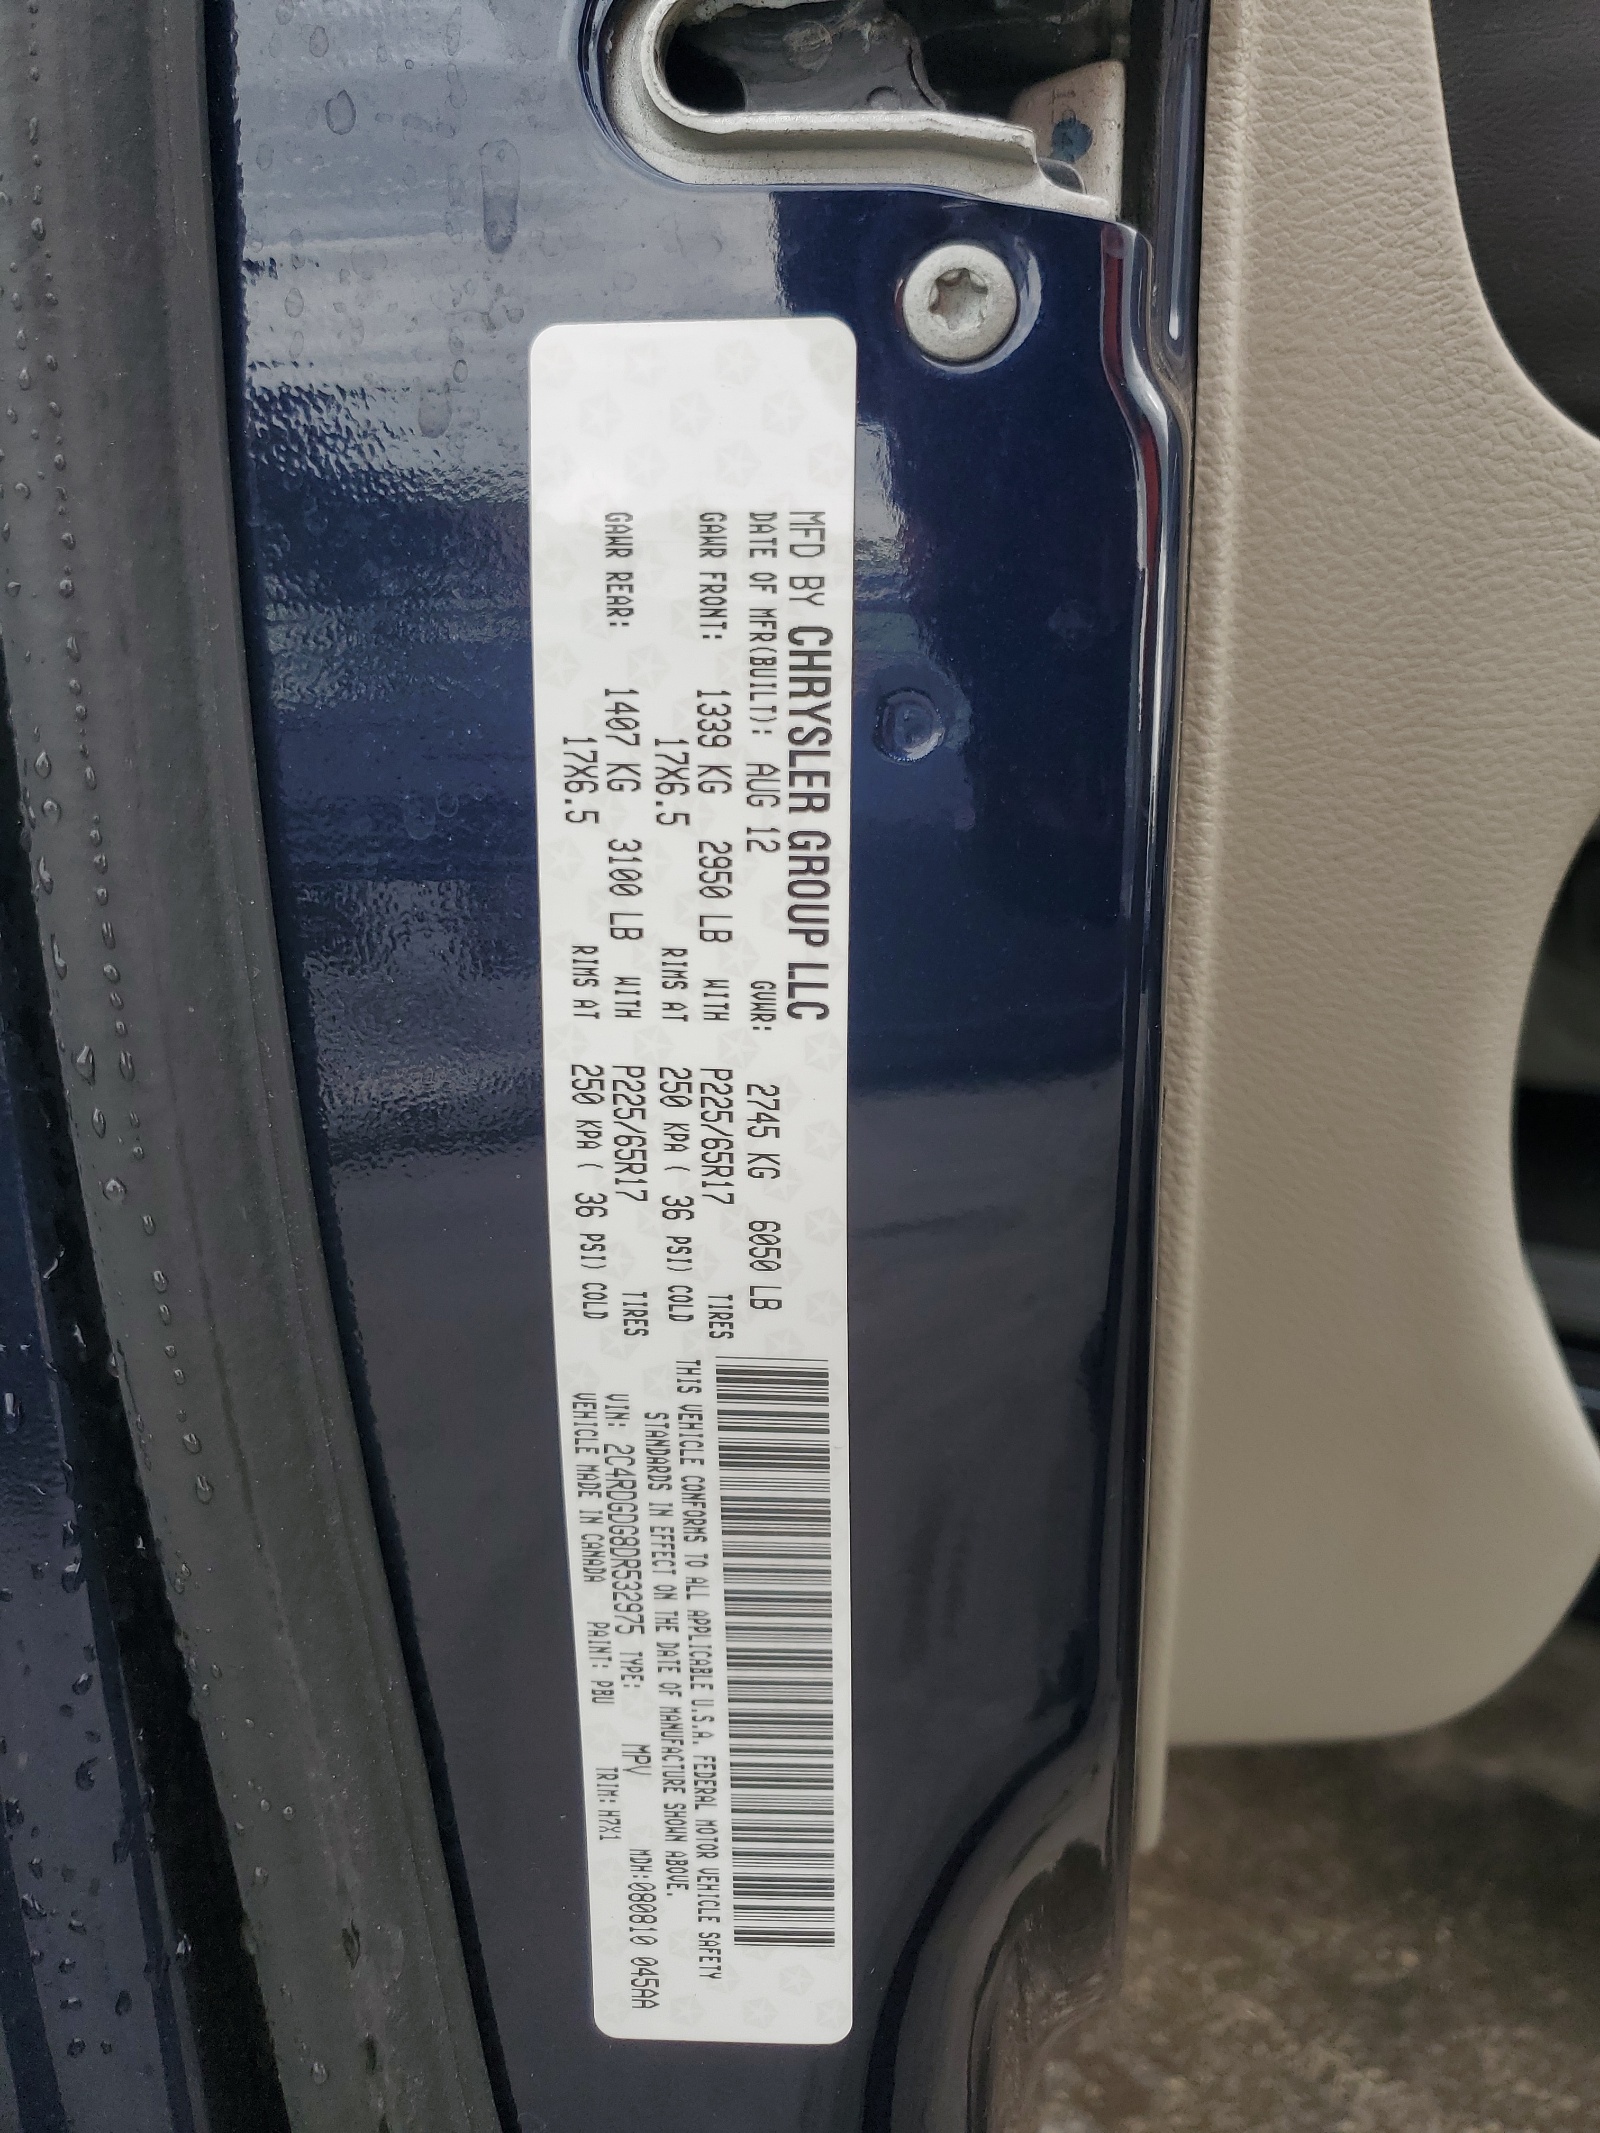 MFD BY CHRYSLER GROUP LLC
DATE OF MFR(BUILT): AUG 12 GVWR: 2745 KG 6050 LB
GAWR FRONT: 1339 KG 2950 LB WITH P225/65R17 TIRES
17X6.5 RIMS AT 250 KPA ( 36 PSI) COLD
GAWR REAR: 1407 KG 3100 LB WITH P225/65R17 TIRES
17X6.5 RIMS AT 250 KPA ( 36 PSI) COLD
THIS VEHICLE CONFORMS TO ALL APPLICABLE U.S.A. FEDERAL MOTOR VEHICLE SAFETY
STANDARDS IN EFFECT ON THE DATE OF MANUFACTURE SHOWN ABOVE.
VIN: 2C4RDGDG8DR532975 TYPE: MPV MDH:080810 045AA
VEHICLE MADE IN CANADA PAINT: PBU TRIM: H7X1